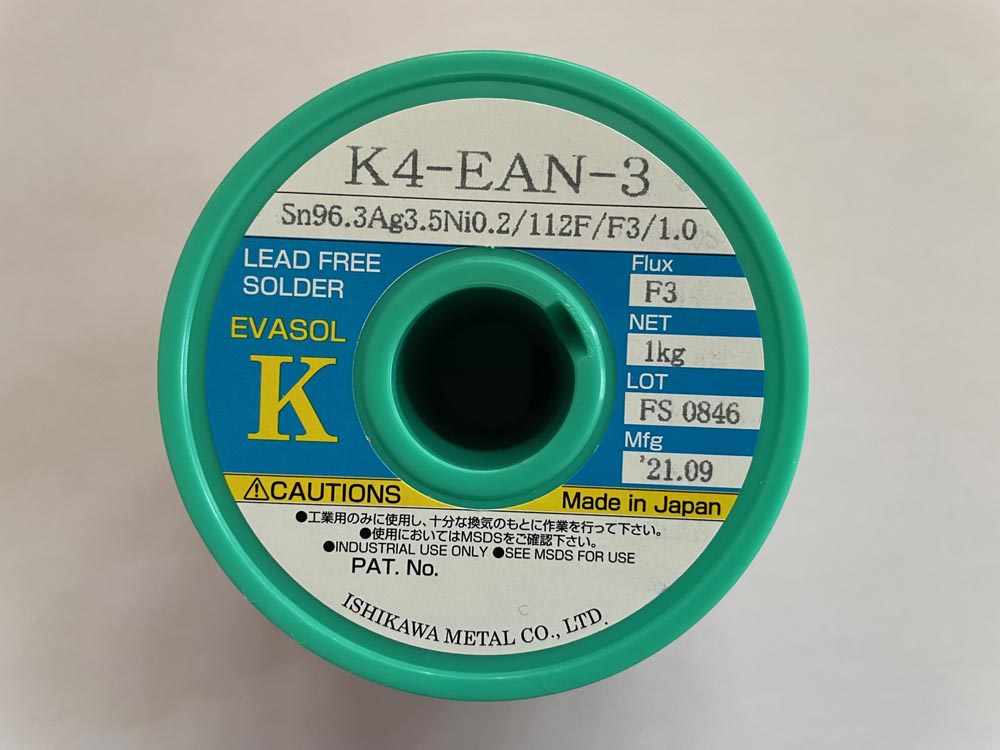 K4-EAN-3
Sn96.3Ag3.5Ni0.2/112F/F3/1.0
LEAD FREE
SOLDER
EVASOL
K
Flux
F3
NET
1kg
LOT
FS 0846
Mfg
'21.09
⚠CAUTIONS
Made in Japan
●工業用のみに使用し、十分な換気のもとに作業を行って下さい。
●使用においてはMSDSをご確認下さい。
●INDUSTRIAL USE ONLY ●SEE MSDS FOR USE
PAT. No.
ISHIKAWA METAL CO., LTD.